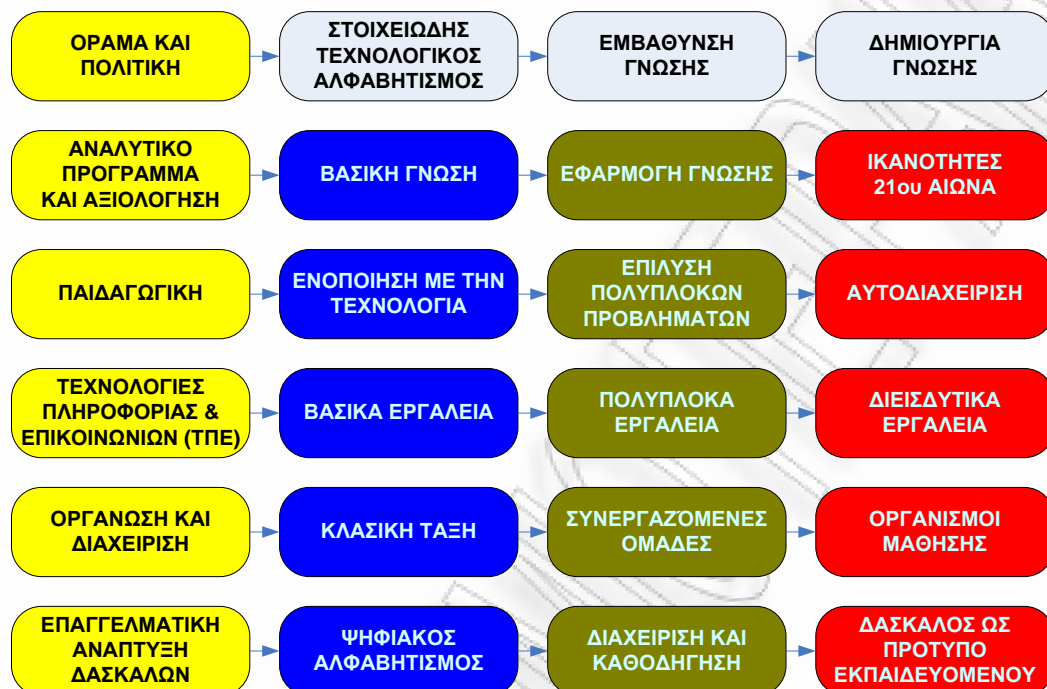 ΟΡΑΜΑ ΚΑΙ
ΠΟΛΙΤΙΚΗ
ΣΤΟΙΧΕΙΩΔΗΣ
ΤΕΧΝΟΛΟΓΙΚΟΣ
ΑΛΦΑΒΗΤΙΣΜΟΣ
ΕΜΒΑΘΥΝΣΗ
ΓΝΩΣΗΣ
ΔΗΜΙΟΥΡΓΙΑ
ΓΝΩΣΗΣ
ΑΝΑΛΥΤΙΚΟ
ΠΡΟΓΡΑΜΜΑ
ΚΑΙ ΑΞΙΟΛΟΓΗΣΗ
ΒΑΣΙΚΗ ΓΝΩΣΗ
ΕΦΑΡΜΟΓΗ ΓΝΩΣΗΣ
ΙΚΑΝΟΤΗΤΕΣ
21ου ΑΙΩΝΑ
ΠΑΙΔΑΓΩΓΙΚΗ
ΕΝΟΠΟΙΗΣΗ ΜΕ ΤΗΝ
ΤΕΧΝΟΛΟΓΙΑ
ΕΠΙΛΥΣΗ
ΠΟΛΥΠΛΟΚΩΝ
ΠΡΟΒΛΗΜΑΤΩΝ
ΑΥΤΟΔΙΑΧΕΙΡΙΣΗ
ΤΕΧΝΟΛΟΓΙΕΣ
ΠΛΗΡΟΦΟΡΙΑΣ &
ΕΠΙΚΟΙΝΩΝΙΩΝ (ΤΠΕ)
ΒΑΣΙΚΑ ΕΡΓΑΛΕΙΑ
ΠΟΛΥΠΛΟΚΑ
ΕΡΓΑΛΕΙΑ
ΔΙΕΙΣΔΥΤΙΚΑ
ΕΡΓΑΛΕΙΑ
ΟΡΓΑΝΩΣΗ ΚΑΙ
ΔΙΑΧΕΙΡΙΣΗ
ΚΛΑΣΙΚΗ ΤΑΞΗ
ΣΥΝΕΡΓΑΖΌΜΕΝΕΣ
ΟΜΑΔΕΣ
ΟΡΓΑΝΙΣΜΟΙ
ΜΑΘΗΣΗΣ
ΕΠΑΓΓΕΛΜΑΤΙΚΗ
ΑΝΑΠΤΥΞΗ
ΔΑΣΚΑΛΩΝ
ΨΗΦΙΑΚΟΣ
ΑΛΦΑΒΗΤΙΣΜΟΣ
ΔΙΑΧΕΙΡΙΣΗ ΚΑΙ
ΚΑΘΟΔΗΓΗΣΗ
ΔΑΣΚΑΛΟΣ ΩΣ
ΠΡΟΤΥΠΟ
ΕΚΠΑΙΔΕΥΟΜΕΝΟΥ